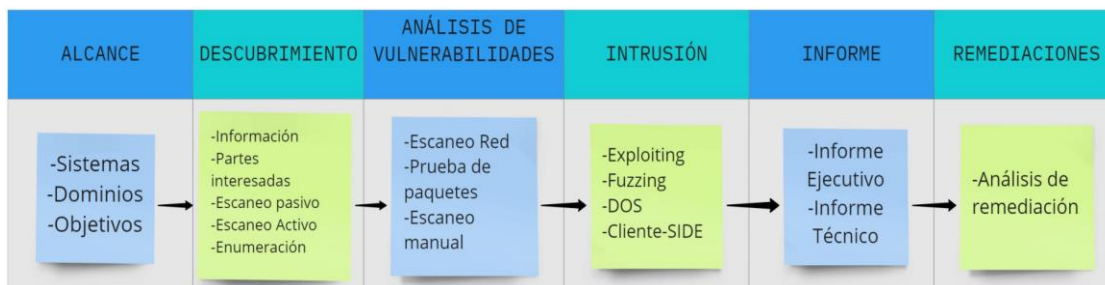 ALCANCE
DESCUBRIMIENTO
ANÁLISIS DE
VULNERABILIDADES
INTRUSIÓN
INFORME
REMEDIACIONES
-Sistemas
-Dominios
-Objetivos
-Información
-Partes
interesadas
-Escaneo pasivo
-Escaneo Activo
-Enumeración
-Escaneo Red
-Prueba de
paquetes
-Escaneo
manual
-Exploiting
-Fuzzing
-DOS
-Cliente-SIDE
-Informe
Ejecutivo
-Informe
Técnico
-Análisis de
remediación